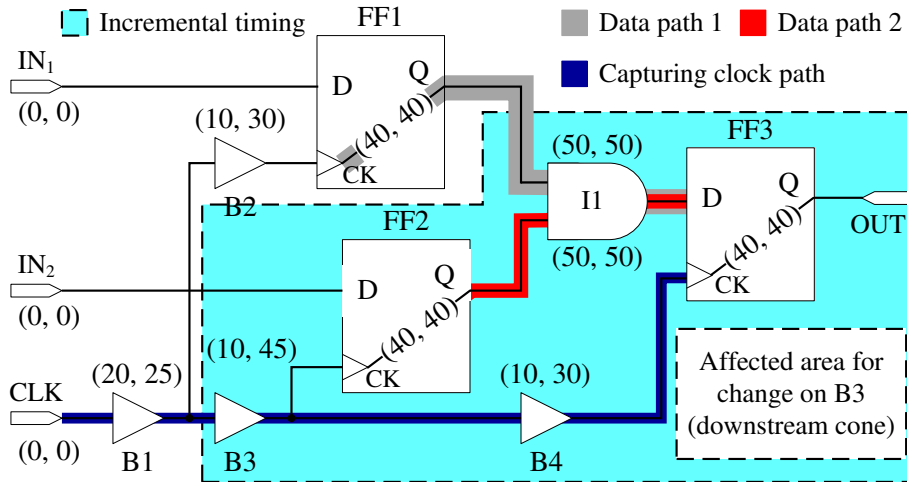 Incremental timing
FF1
Data path 1
Data path 2
Capturing clock path
IN₁
(0, 0)
D
Q
(40, 40)
CK
(10, 30)
B2
(50, 50)
I1
(50, 50)
FF3
D
Q
(40, 40)
CK
OUT
FF2
IN₂
(0, 0)
D
Q
(40, 40)
CK
(10, 45)
(20, 25)
CLK
(0, 0)
B1
B3
(10, 30)
B4
Affected area for
change on B3
(downstream cone)